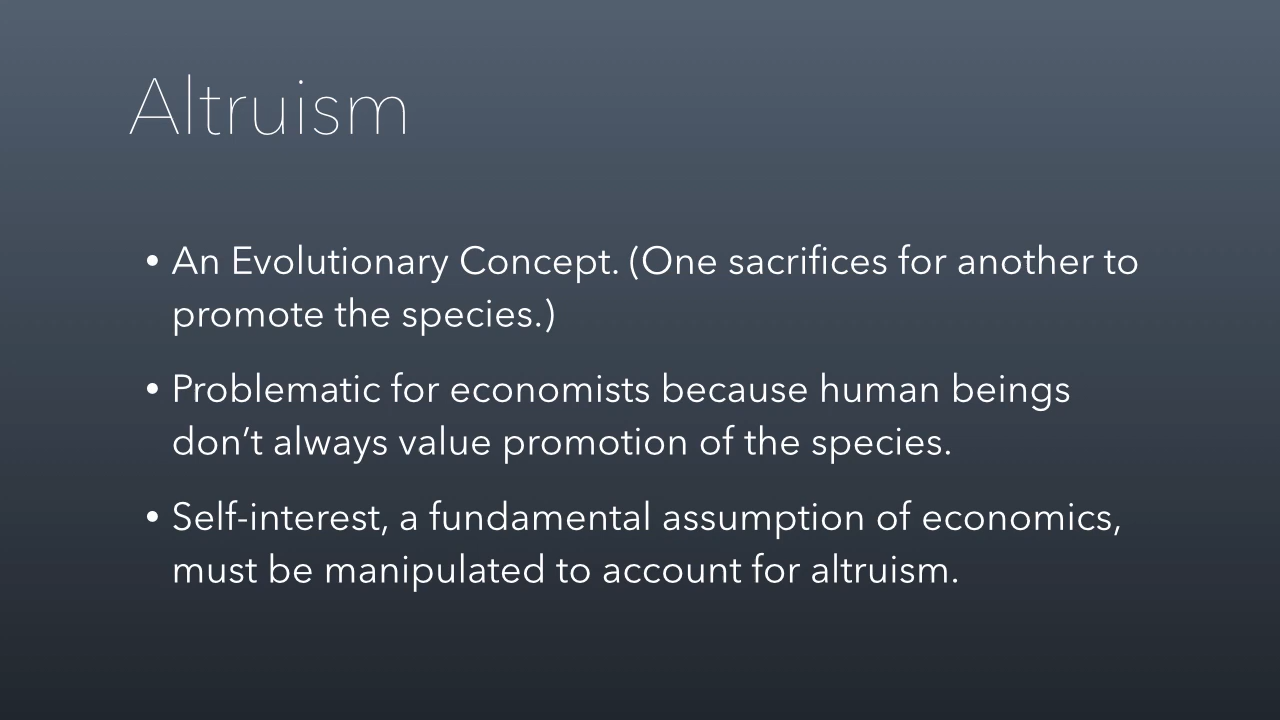 Altruism
• An Evolutionary Concept. (One sacrifices for another to
promote the species.)
• Problematic for economists because human beings
don’t always value promotion of the species.
• Self-interest, a fundamental assumption of economics,
must be manipulated to account for altruism.